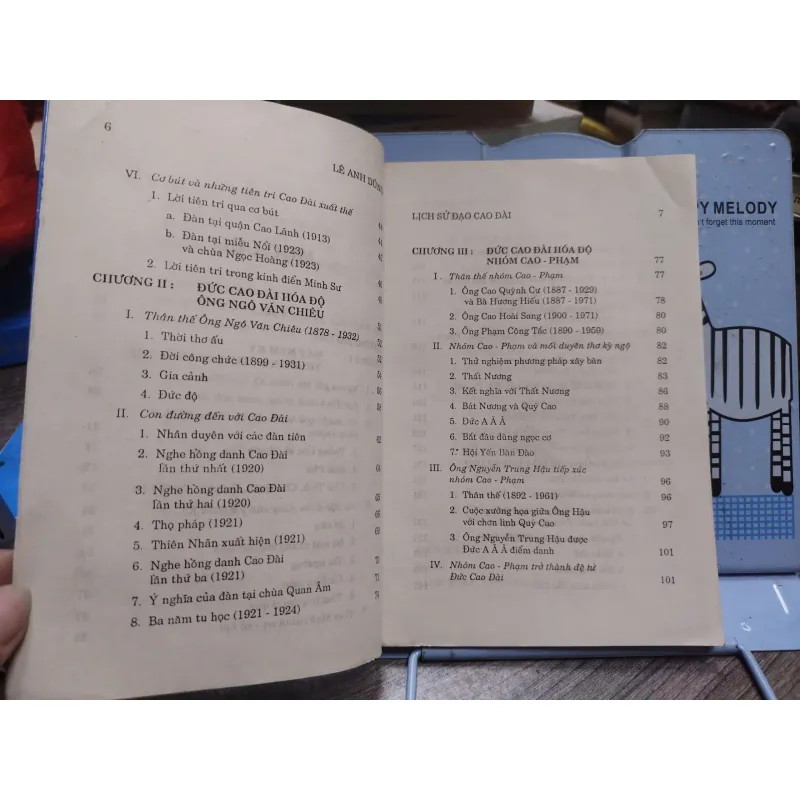 6
LÊ ANH DŨNG
VI. Cơ bút và những tiên tri Cao Đài xuất thế
1. Lời tiên tri qua cơ bút
a. Đàn tại quận Cao Lãnh (1913)
b. Đàn tại miễu Nổi (1923)
và chùa Ngọc Hoàng (1923)
2. Lời tiên tri trong kinh điển Minh Sư
CHƯƠNG II : ĐỨC CAO ĐÀI HÓA ĐỘ
ÔNG NGÔ VĂN CHIÊU
I. Thân thế Ông Ngô Văn Chiêu (1878 - 1932)
1. Thời thơ ấu
2. Đời công chức (1899 - 1931)
3. Gia cảnh
4. Đức độ
II. Con đường đến với Cao Đài
1. Nhân duyên với các đàn tiên
2. Nghe hồng danh Cao Đài
lần thứ nhất (1920)
3. Nghe hồng danh Cao Đài
lần thứ hai (1920)
4. Thọ pháp (1921)
5. Thiên Nhãn xuất hiện (1921)
6. Nghe hồng danh Cao Đài
lần thứ ba (1921)
7. Ý nghĩa của đàn tại chùa Quan Âm
8. Ba năm tu học (1921 - 1924)
LỊCH SỬ ĐẠO CAO ĐÀI 7
CHƯƠNG III : ĐỨC CAO ĐÀI HÓA ĐỘ
NHÓM CAO - PHẠM 77
I. Thân thế nhóm Cao - Phạm 77
1. Ông Cao Quỳnh Cư (1887 - 1929)
và Bà Hương Hiếu (1887 - 1971) 78
2. Ông Cao Hoài Sang (1900 - 1971) 80
3. Ông Phạm Công Tắc (1890 - 1959) 80
II. Nhóm Cao - Phạm và mối duyên thơ kỳ ngộ 82
1. Thử nghiệm phương pháp xây bàn 82
2. Thất Nương 83
3. Kết nghĩa với Thất Nương 86
4. Bát Nương và Quý Cao 88
5. Đức A Ă Â 90
6. Bắt đầu dùng ngọc cơ 92
7. Hội Yến Bàn Đào 93
III. Ông Nguyễn Trung Hậu tiếp xúc
nhóm Cao - Phạm 96
1. Thân thế (1892 - 1961) 96
2. Cuộc xướng họa giữa Ông Hậu
với chơn linh Quý Cao 97
3. Ông Nguyễn Trung Hậu được
Đức A Ă Â điểm danh 101
IV. Nhóm Cao - Phạm trở thành đệ tử
Đức Cao Đài 101
PY MELODY
n't forget this moment